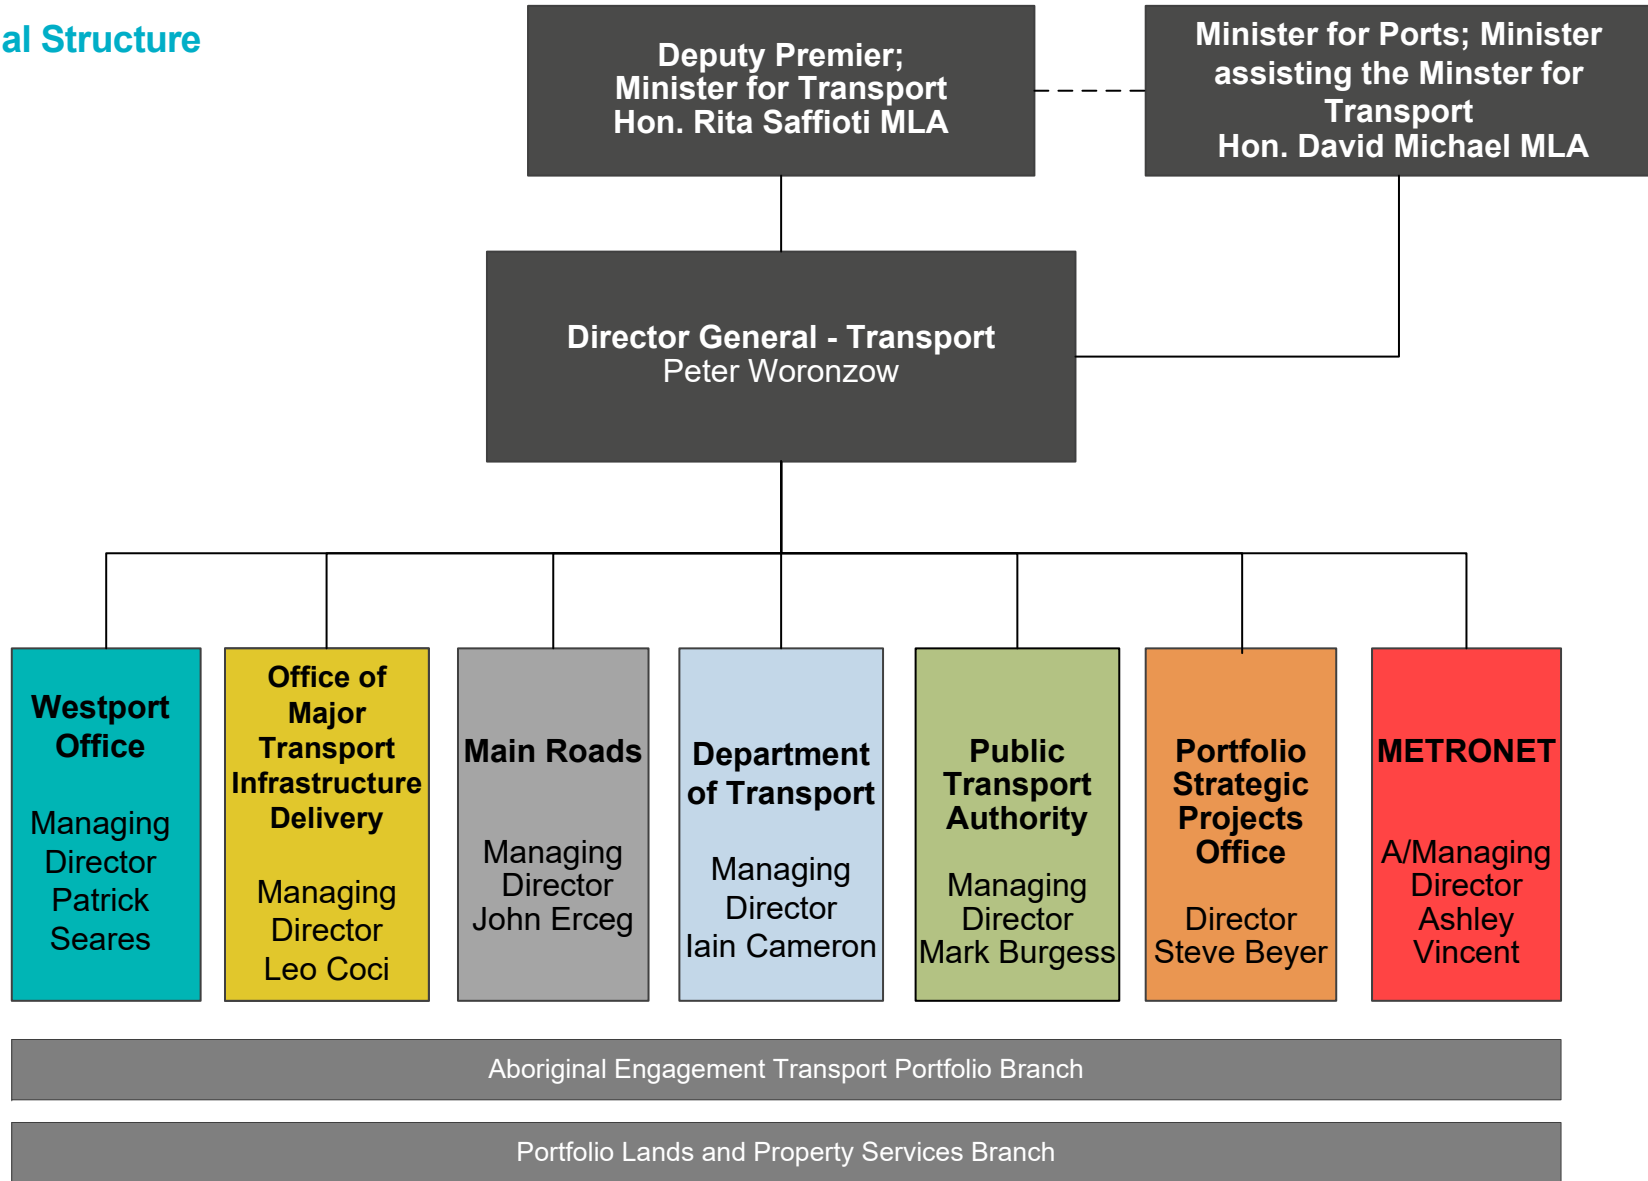 al Structure
Deputy Premier;
Minister for Transport
Hon. Rita Saffioti MLA
Minister for Ports; Minister
assisting the Minster for
Transport
Hon. David Michael MLA
Director General - Transport
Peter Woronzow
Westport
Office
Managing
Director
Patrick
Seares
Office of
Major
Transport
Infrastructure
Delivery
Managing
Director
Leo Coci
Main Roads
Managing
Director
John Erceg
Department
of Transport
Managing
Director
Iain Cameron
Public
Transport
Authority
Managing
Director
Mark Burgess
Portfolio
Strategic
Projects
Office
Director
Steve Beyer
METRONET
A/Managing
Director
Ashley
Vincent
Aboriginal Engagement Transport Portfolio Branch
Portfolio Lands and Property Services Branch